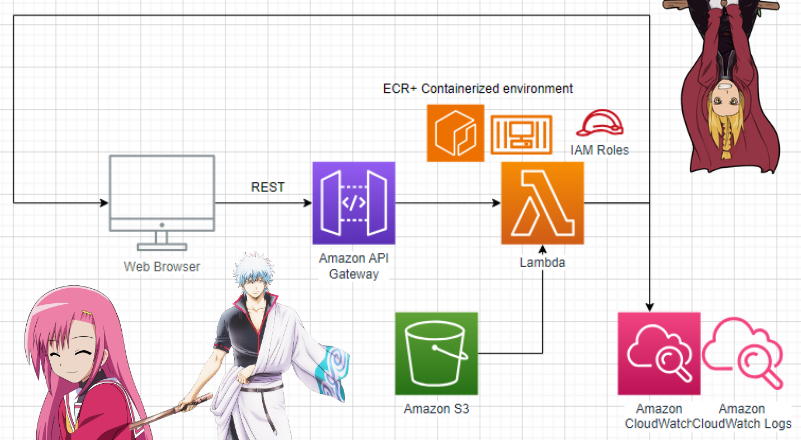 ECR+ Containerized environment
IAM Roles
REST
Web Browser
Amazon API
Gateway
Lambda
Amazon S3
Amazon
CloudWatch
Amazon
CloudWatch Logs